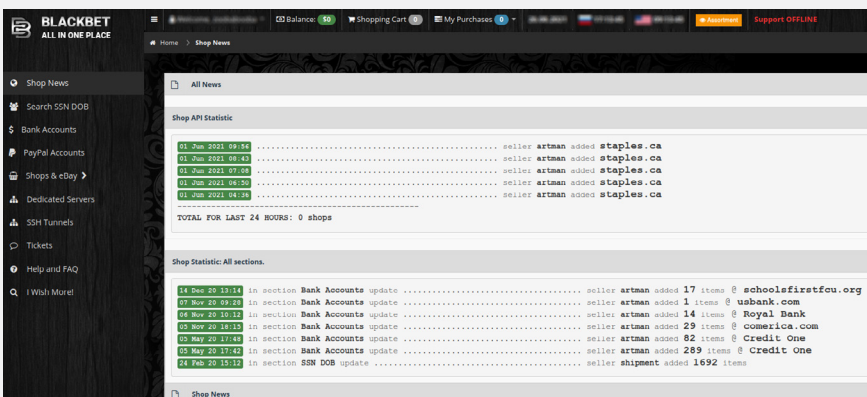 BLACKBET
ALL IN ONE PLACE
Balance: $0 Shopping Cart 0 My Purchases 0 Assortment Support OFFLINE
Home > Shop News
Shop News
Search SSN DOB
$ Bank Accounts
PayPal Accounts
Shops & eBay >
Dedicated Servers
SSH Tunnels
Tickets
Help and FAQ
I Wish More!
All News
Shop API Statistic
01 Jun 2021 09:56 ................................................ seller artman added staples.ca
01 Jun 2021 08:43 ................................................ seller artman added staples.ca
01 Jun 2021 07:08 ................................................ seller artman added staples.ca
01 Jun 2021 06:50 ................................................ seller artman added staples.ca
01 Jun 2021 04:36 ................................................ seller artman added staples.ca
------------------------------------------------
TOTAL FOR LAST 24 HOURS: 0 shops
Shop Statistic: All sections.
14 Dec 20 13:14 in section Bank Accounts update ................................... seller artman added 17 items @ schoolsfirstfcu.org
07 Nov 20 09:28 in section Bank Accounts update ................................... seller artman added 1 items @ usbank.com
06 Nov 20 10:12 in section Bank Accounts update ................................... seller artman added 14 items @ Royal Bank
05 Nov 20 16:15 in section Bank Accounts update ................................... seller artman added 29 items @ comerica.com
05 May 20 17:48 in section Bank Accounts update ................................... seller artman added 82 items @ Credit One
05 May 20 17:42 in section Bank Accounts update ................................... seller artman added 289 items @ Credit One
24 Feb 20 15:12 in section SSN DOB update ......................................... seller shipment added 1692 items
Shop News